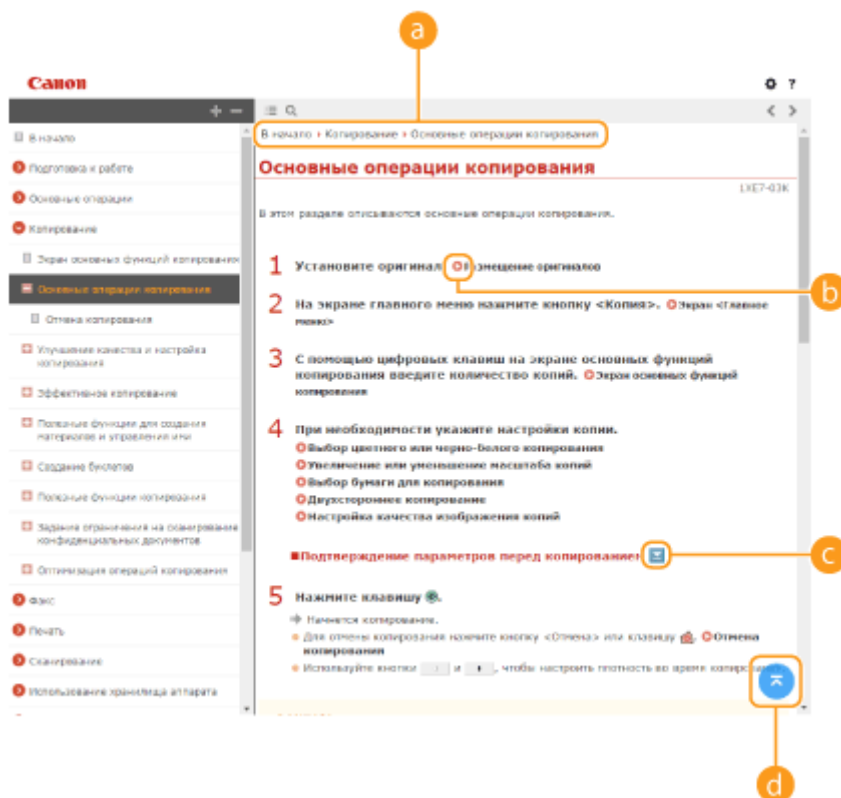 a
Canon
?
+ −
В начало
В начало › Копирование › Основные операции копирования
Подготовка к работе
Основные операции
Копирование
Экран основных функций копирования
Основные операции копирования
Отмена копирования
Улучшение качества и настройка
копирования
Эффективное копирование
Полезные функции для создания
материалов и управления ими
Создание буклетов
Полезные функции копирования
Задание ограничения на сканирование
конфиденциальных документов
Оптимизация операций копирования
Факс
Печать
Сканирование
Использование хранилища аппарата
Основные операции копирования
1XE7-03K
В этом разделе описываются основные операции копирования.
1 Установите оригинал Размещение оригиналов
b
2 На экране главного меню нажмите кнопку <Копия>. Экран <Главное
меню>
3 С помощью цифровых клавиш на экране основных функций
копирования введите количество копий. Экран основных функций
копирования
4 При необходимости укажите настройки копии.
Выбор цветного или черно-белого копирования
Увеличение или уменьшение масштаба копий
Выбор бумаги для копирования
Двухстороннее копирование
Настройка качества изображения копий
Подтверждение параметров перед копированием
c
5 Нажмите клавишу .
Начнется копирование.
Для отмены копирования нажмите кнопку <Отмена> или клавишу . Отмена
копирования
Используйте кнопки и , чтобы настроить плотность во время
d